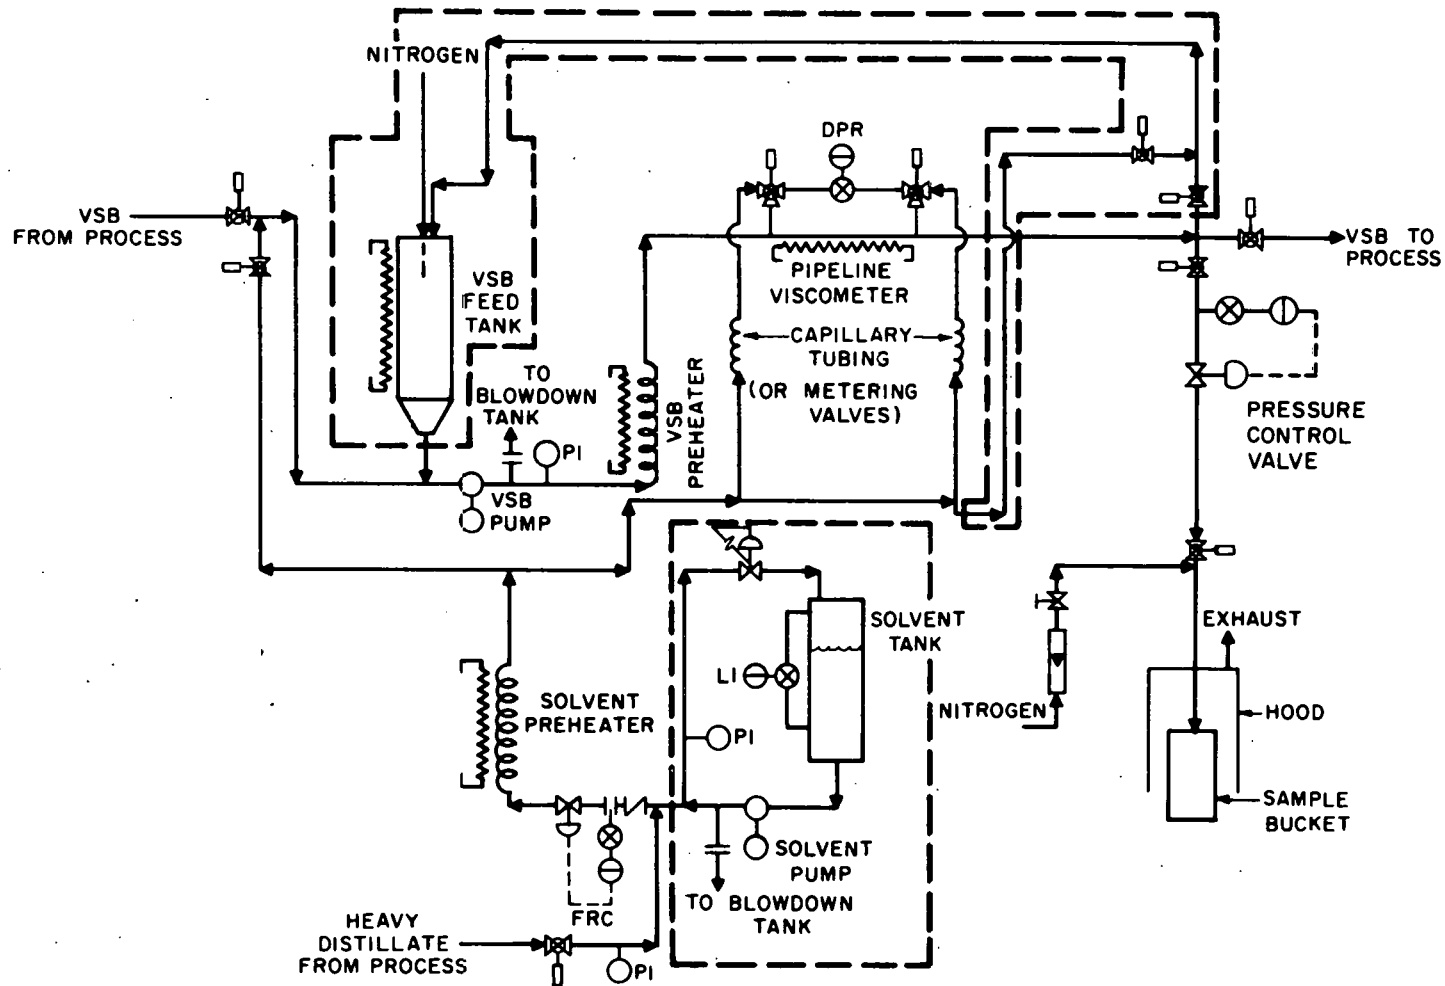 NITROGEN
DPR
VSB
FROM PROCESS
VSB TO
PROCESS
VSB
FEED
TANK
PIPELINE
VISCOMETER
CAPILLARY
TUBING
(OR METERING
VALVES)
TO
BLOWDOWN
TANK
PI
VSB
PREHEATER
VSB
PUMP
PRESSURE
CONTROL
VALVE
SOLVENT
TANK
LI
EXHAUST
SOLVENT
PREHEATER
PI
NITROGEN
HOOD
SAMPLE
BUCKET
SOLVENT
PUMP
TO BLOWDOWN
TANK
FRC
HEAVY
DISTILLATE
FROM PROCESS
PI